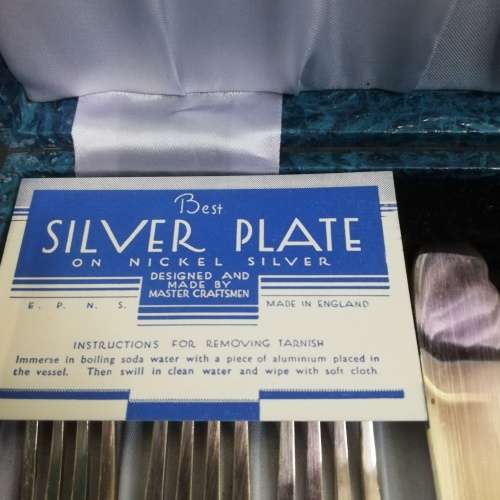 Best
SILVER PLATE
ON NICKEL SILVER
DESIGNED AND
MADE BY
MASTER CRAFTSMEN
E. P. N. S.
MADE IN ENGLAND
INSTRUCTIONS FOR REMOVING TARNISH
Immerse in boiling soda water with a piece of aluminium placed in
the vessel. Then swill in clean water and wipe with soft cloth.